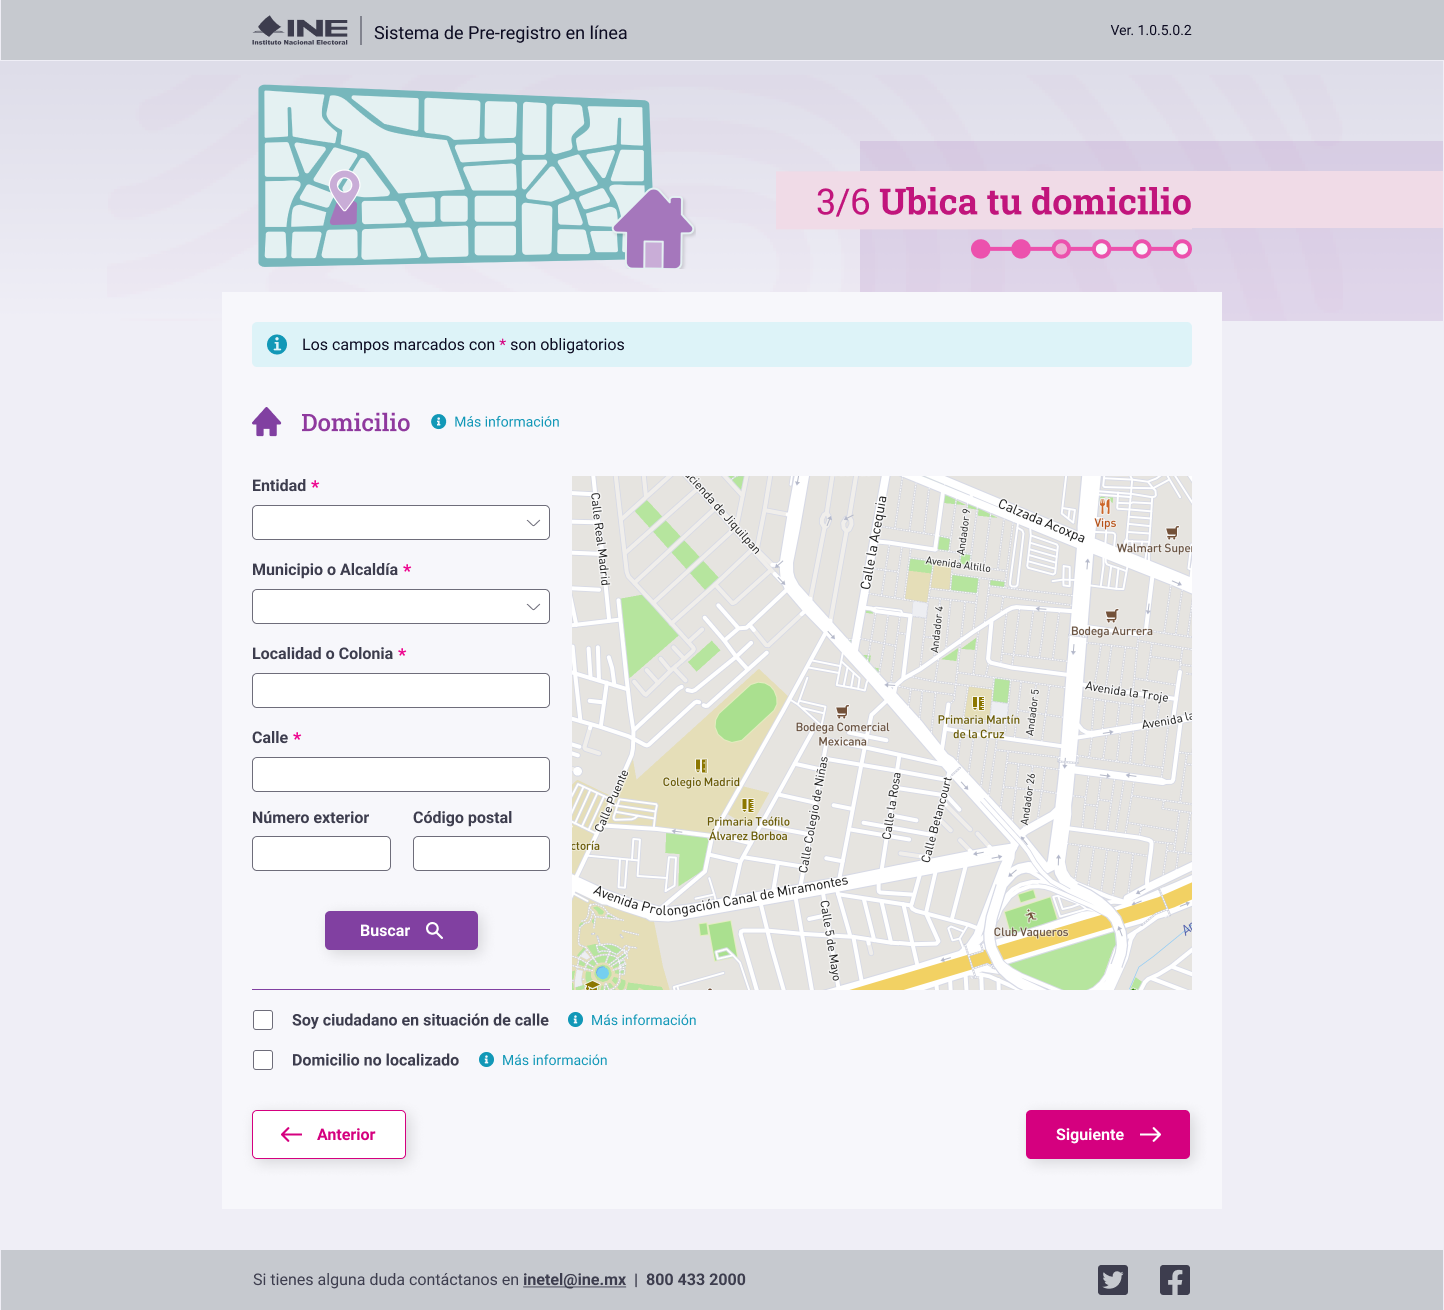 INE
Instituto Nacional Electoral
Sistema de Pre-registro en línea
Ver. 1.0.5.0.2
3/6 Ubica tu domicilio
Los campos marcados con * son obligatorios
Domicilio
Más información
Entidad *
Municipio o Alcaldía *
Localidad o Colonia *
Calle *
Número exterior
Código postal
Buscar
Calle Real Madrid
cienda de Jiquilpan
Calle la Acequia
Andador 9
Calzada Acoxpa
Vips
Walmart Super
Avenida Altillo
Andador 4
Bodega Aurrera
Avenida la Troje
Avenida la
Andador 5
Primaria Martín
de la Cruz
Bodega Comercial
Mexicana
Colegio Madrid
Primaria Teófilo
Álvarez Borboa
Calle Puente
ctoría
Calle Colegio de Niñas
Calle la Rosa
Calle Betancourt
Andador 26
Avenida Prolongación Canal de Miramontes
Calle 5 de Mayo
Club Vaqueros
Soy ciudadano en situación de calle
Más información
Domicilio no localizado
Más información
Anterior
Siguiente
Si tienes alguna duda contáctanos en inetel@ine.mx | 800 433 2000